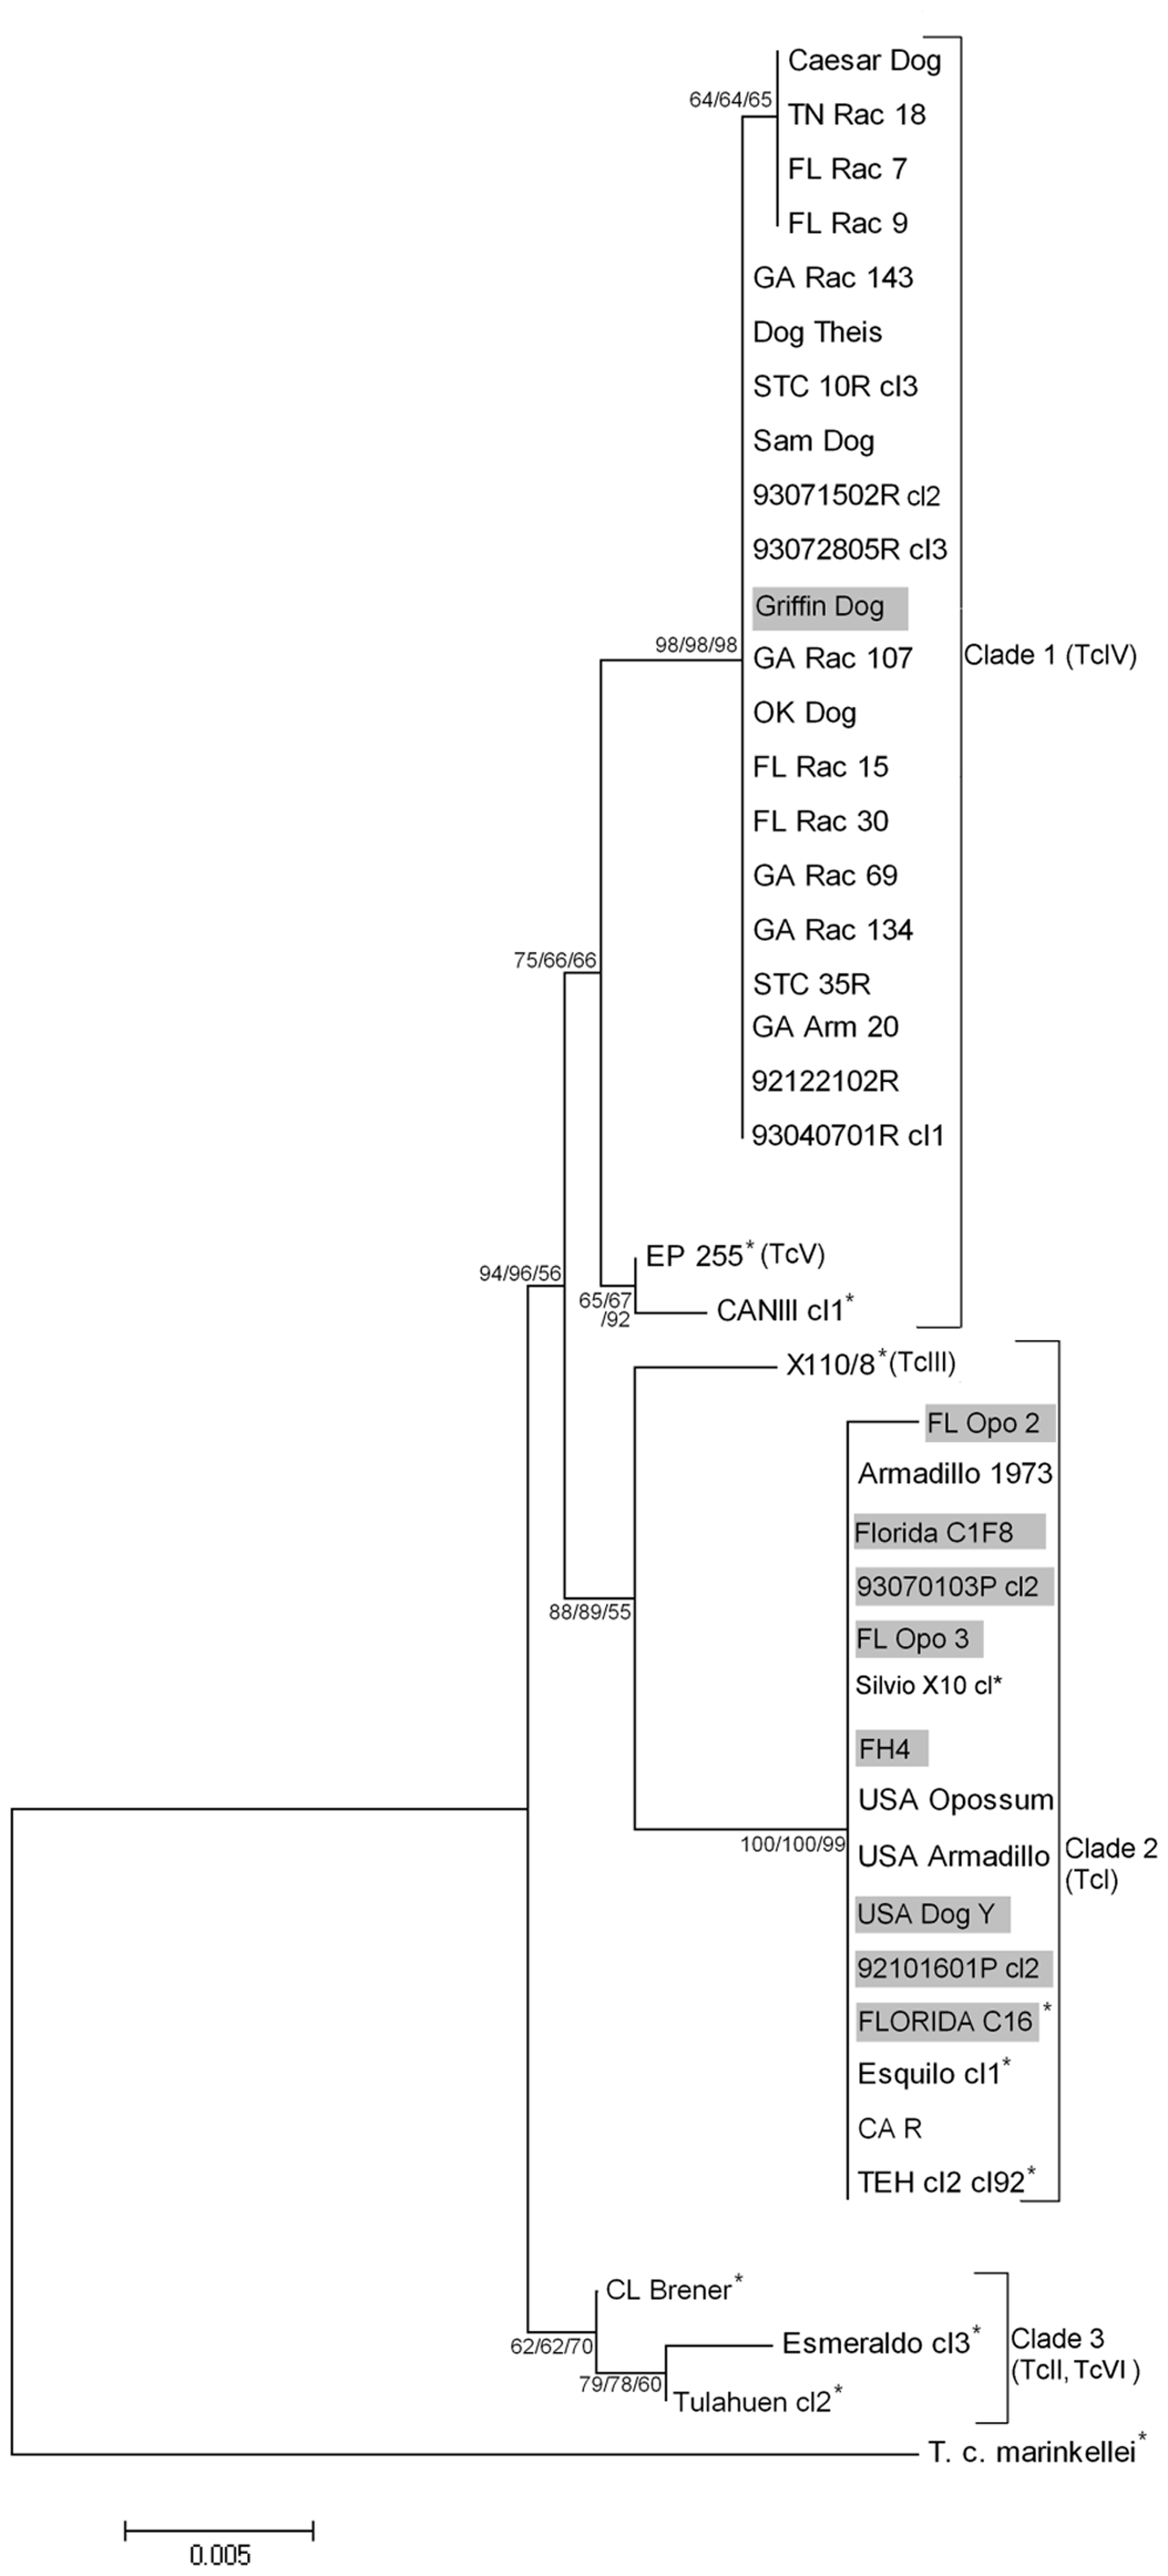 Caesar Dog
64/64/65
TN Rac 18
FL Rac 7
FL Rac 9
GA Rac 143
Dog Theis
STC 10R cl3
Sam Dog
93071502R cl2
93072805R cl3
Griffin Dog
98/98/98
GA Rac 107
Clade 1 (TcIV)
OK Dog
FL Rac 15
FL Rac 30
GA Rac 69
GA Rac 134
75/66/66
STC 35R
GA Arm 20
92122102R
93040701R cl1
EP 255* (TcV)
94/96/56
65/67
/92
CANIII cl1*
X110/8* (TcIII)
FL Opo 2
Armadillo 1973
Florida C1F8
93070103P cl2
88/89/55
FL Opo 3
Silvio X10 cl*
FH4
USA Opossum
100/100/99
USA Armadillo
Clade 2
(TcI)
USA Dog Y
92101601P cl2
FLORIDA C16 *
Esquilo cl1*
CA R
TEH cl2 cl92*
CL Brener*
62/62/70
Esmeraldo cl3*
Clade 3
(TcII, TcVI )
79/78/60
Tulahuen cl2*
T. c. marinkellei*
0.005